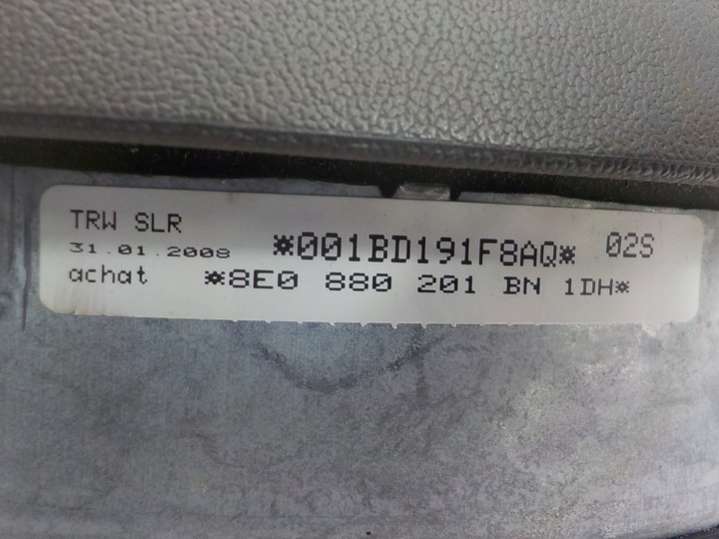 TRW SLR
31.01.2008 *001BD191F8AQ* 02S
achat *8E0 880 201 BN 1DH*